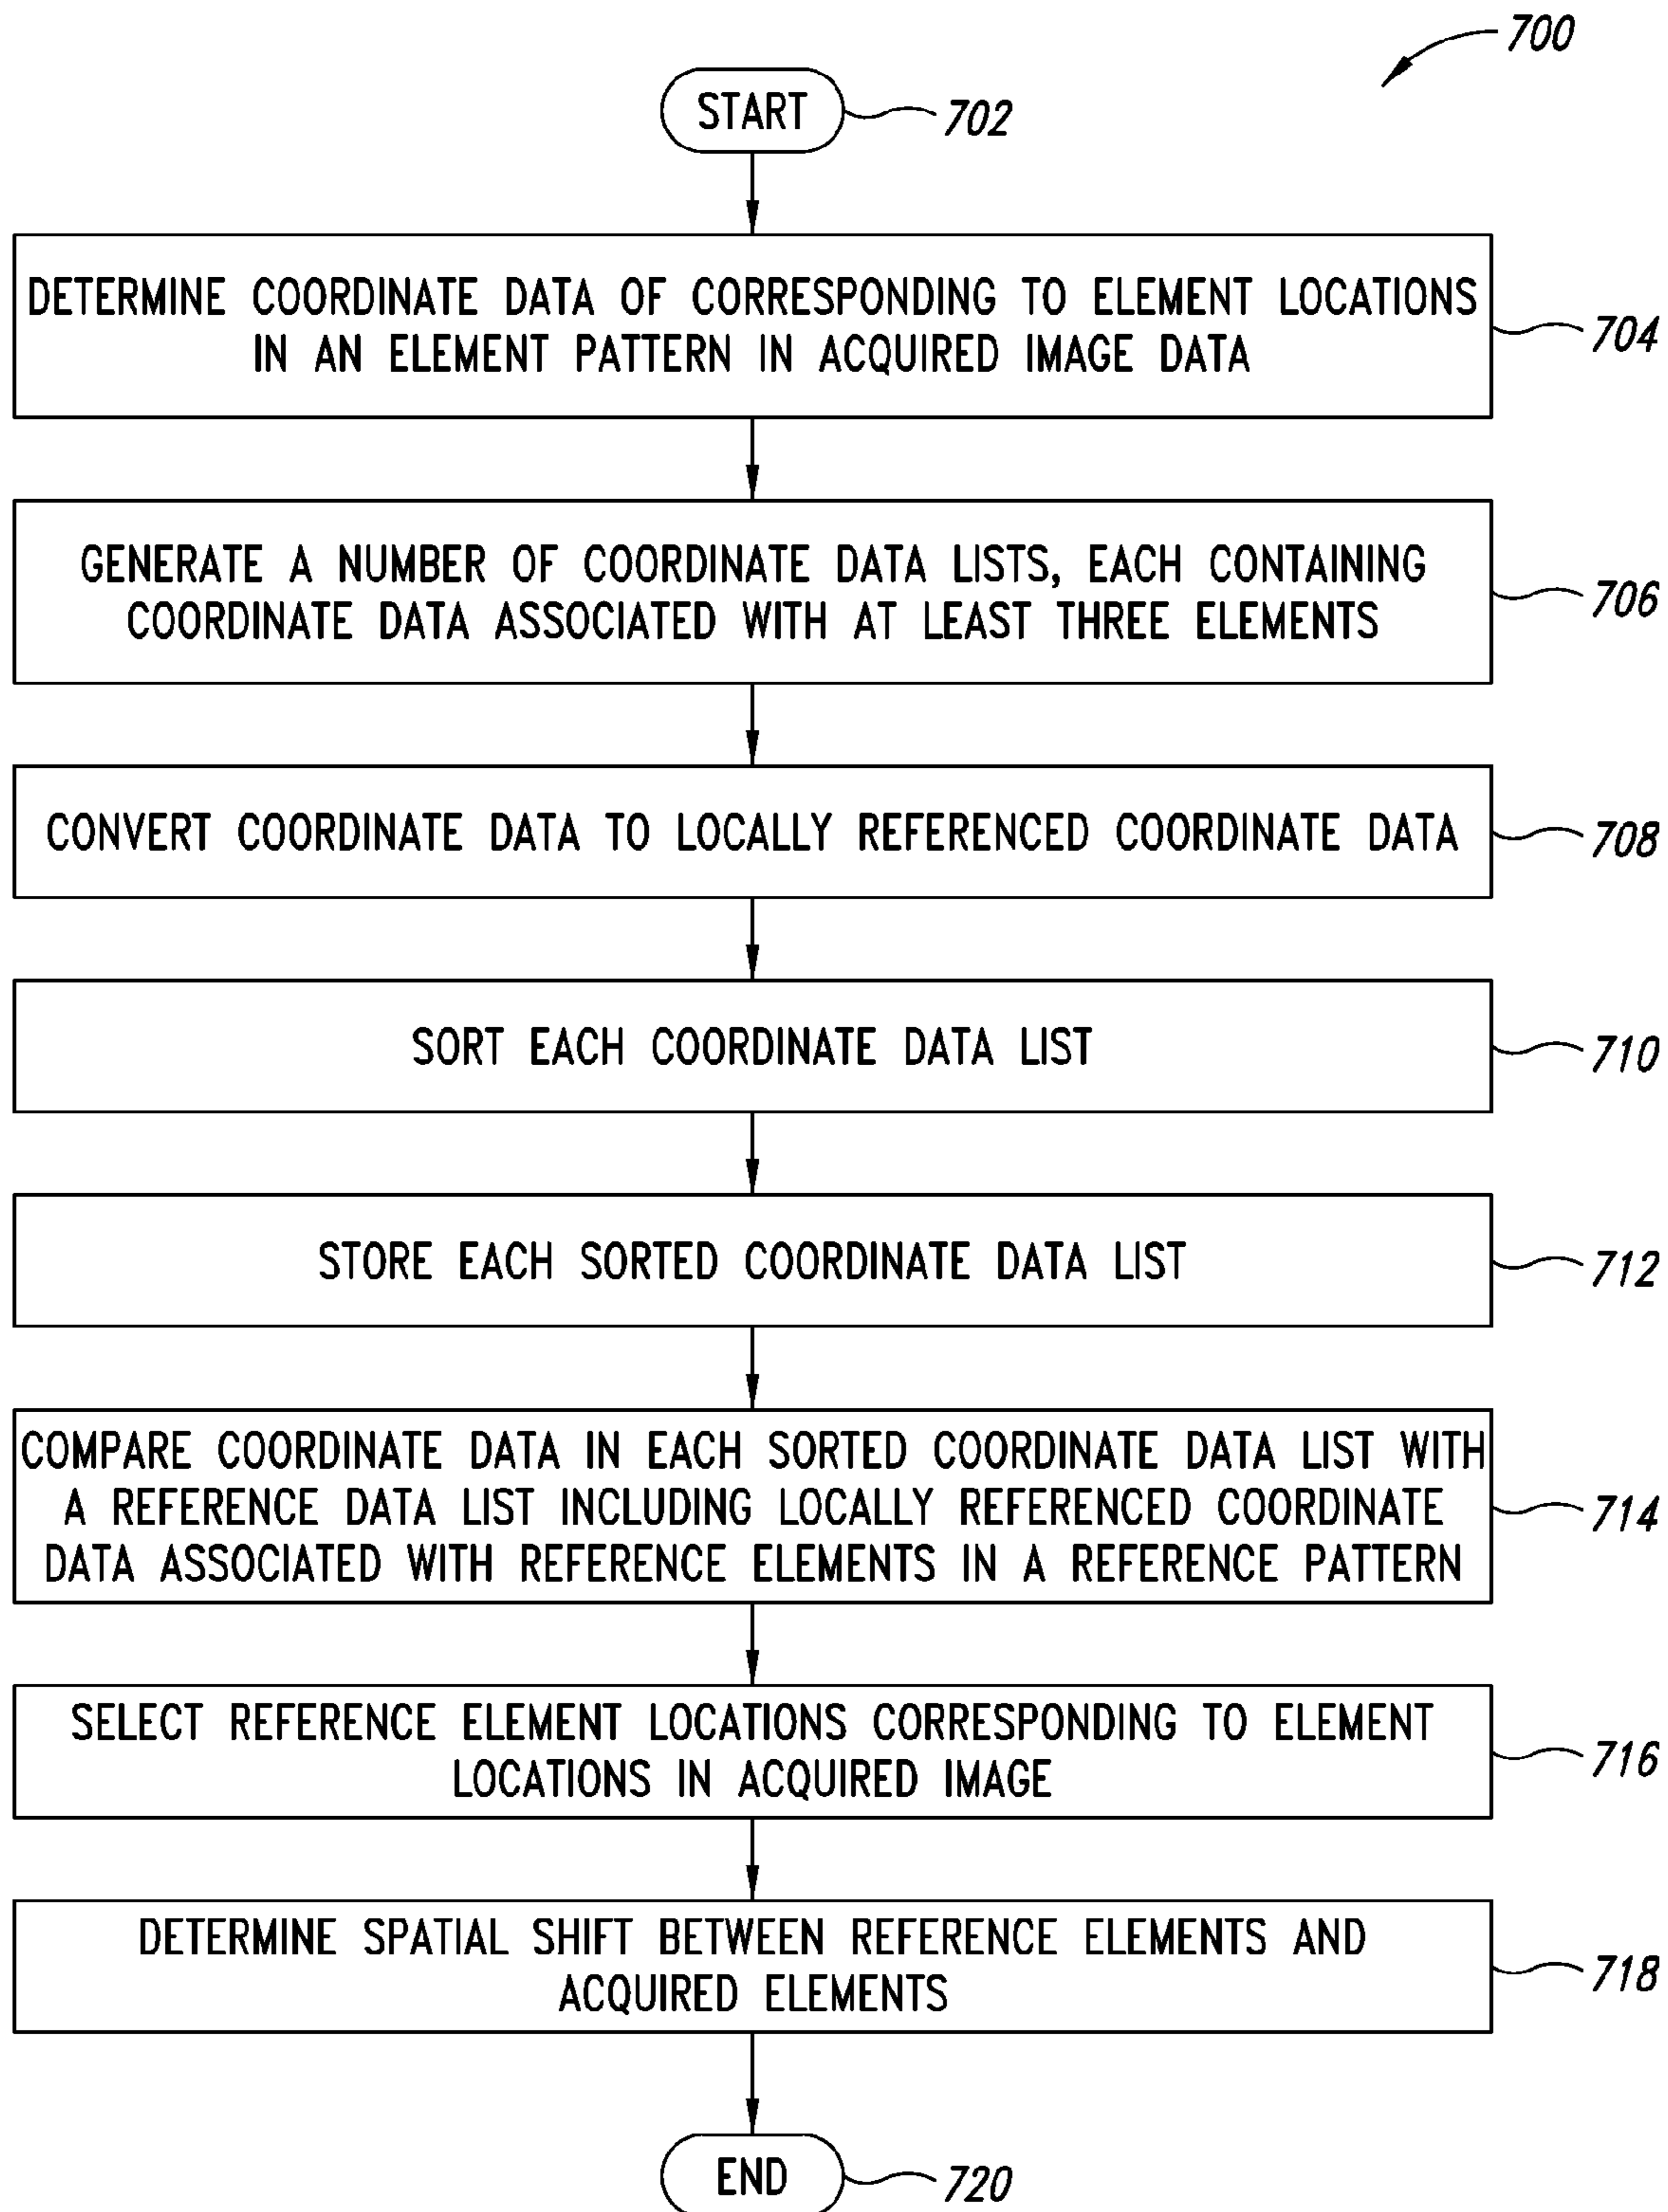 700
START
702
DETERMINE COORDINATE DATA OF CORRESPONDING TO ELEMENT LOCATIONS
IN AN ELEMENT PATTERN IN ACQUIRED IMAGE DATA
704
GENERATE A NUMBER OF COORDINATE DATA LISTS, EACH CONTAINING
COORDINATE DATA ASSOCIATED WITH AT LEAST THREE ELEMENTS
706
CONVERT COORDINATE DATA TO LOCALLY REFERENCED COORDINATE DATA
708
SORT EACH COORDINATE DATA LIST
710
STORE EACH SORTED COORDINATE DATA LIST
712
COMPARE COORDINATE DATA IN EACH SORTED COORDINATE DATA LIST WITH
A REFERENCE DATA LIST INCLUDING LOCALLY REFERENCED COORDINATE
DATA ASSOCIATED WITH REFERENCE ELEMENTS IN A REFERENCE PATTERN
714
SELECT REFERENCE ELEMENT LOCATIONS CORRESPONDING TO ELEMENT
LOCATIONS IN ACQUIRED IMAGE
716
DETERMINE SPATIAL SHIFT BETWEEN REFERENCE ELEMENTS AND
ACQUIRED ELEMENTS
718
END
720